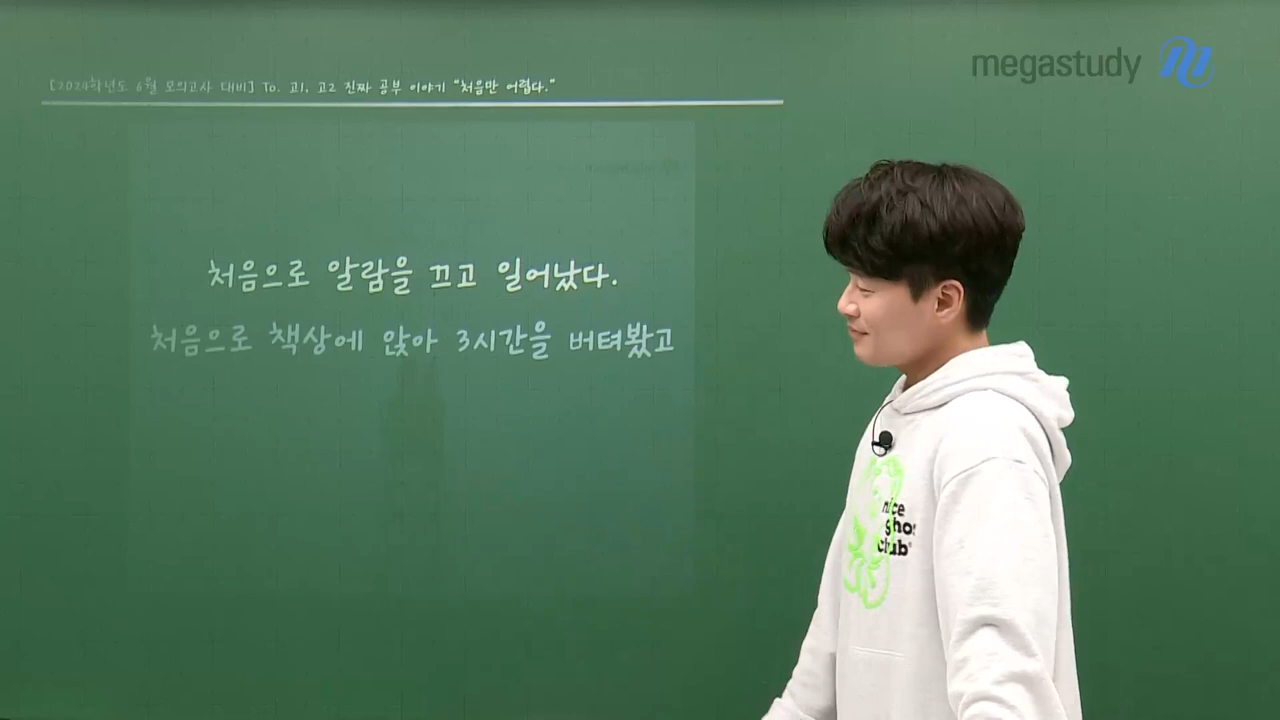 megastudy
[2024학년도 6월 모의고사 대비] To. 고1, 고2 진짜 공부 이야기 "처음만 어렵다."
처음으로 알람을 끄고 일어났다.
처음으로 책상에 앉아 3시간을 버텨봤고
nice
ghos
club